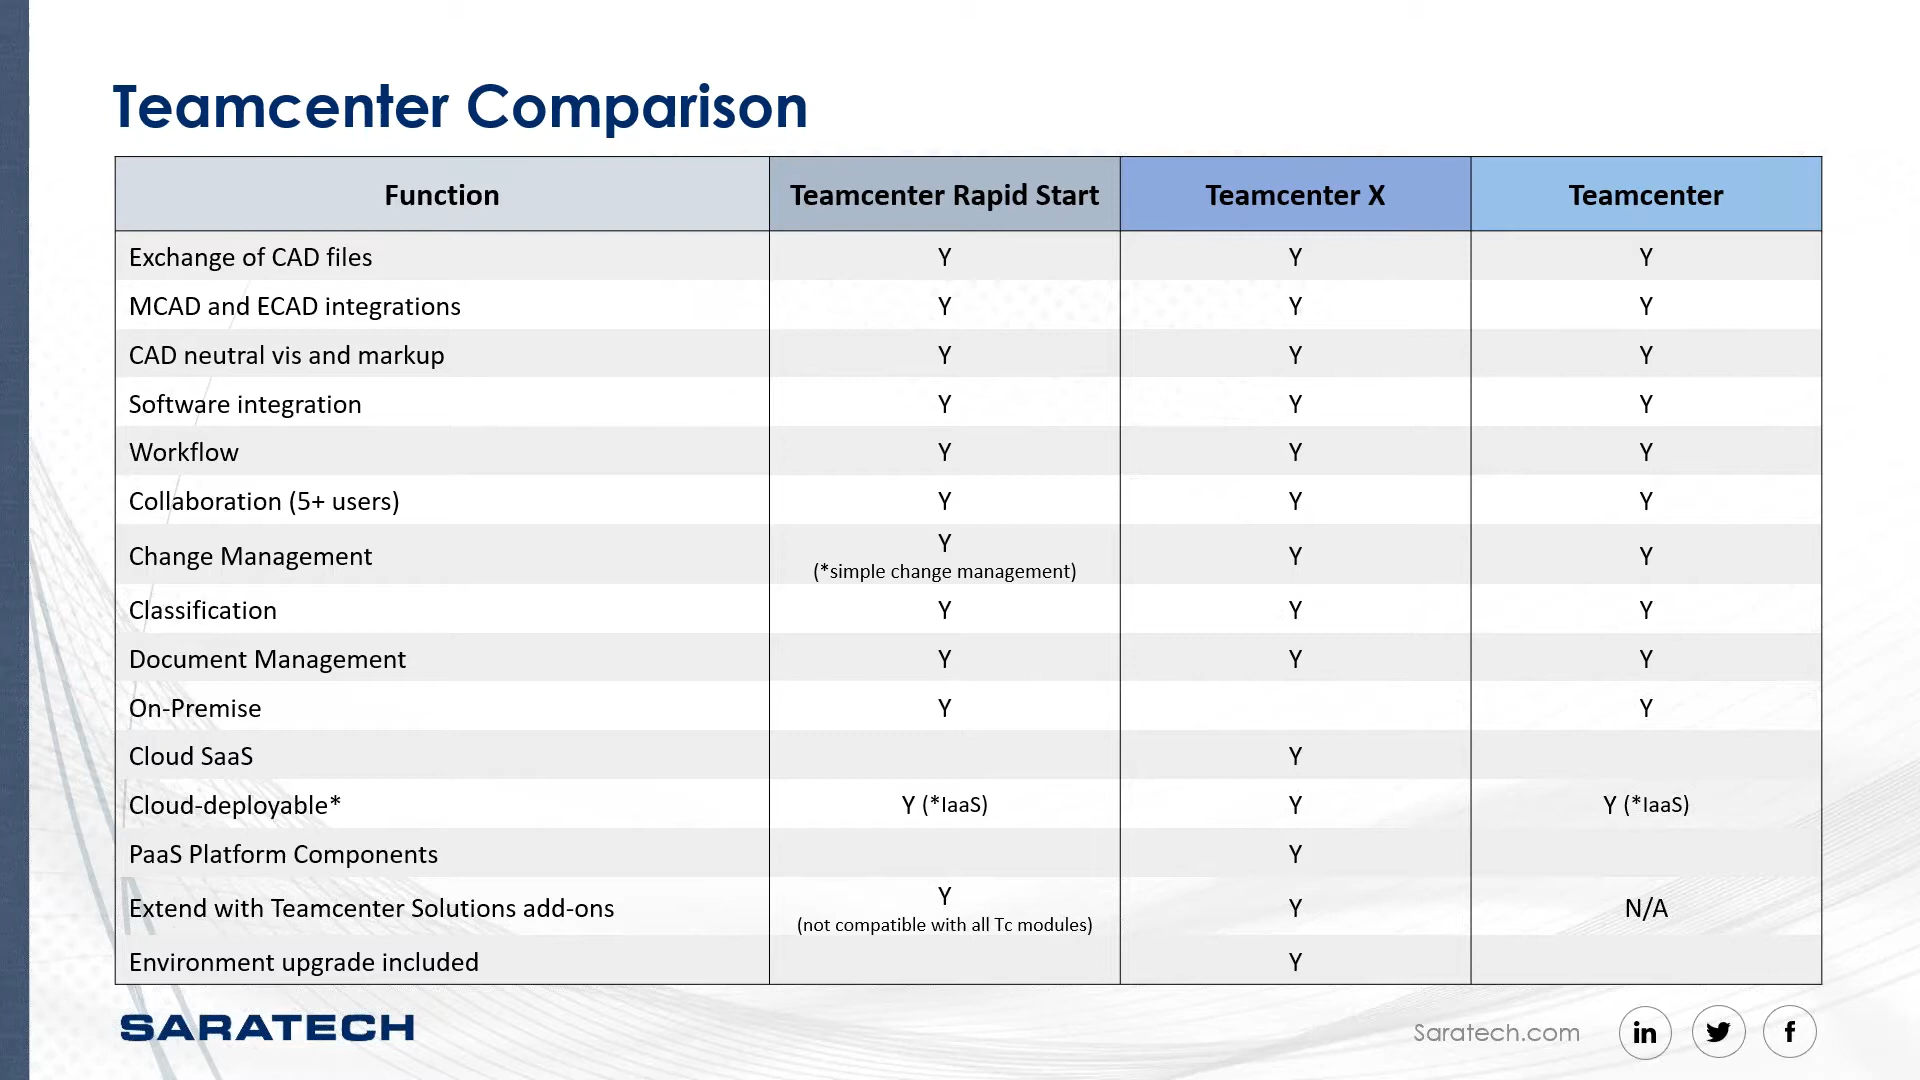 Teamcenter Comparison
Function Teamcenter Rapid Start Teamcenter X Teamcenter
Exchange of CAD files Y Y Y
MCAD and ECAD integrations Y Y Y
CAD neutral vis and markup Y Y Y
Software integration Y Y Y
Workflow Y Y Y
Collaboration (5+ users) Y Y Y
Change Management Y (*simple change management) Y Y
Classification Y Y Y
Document Management Y Y Y
On-Premise Y Y
Cloud SaaS Y
Cloud-deployable* Y (*IaaS) Y Y (*IaaS)
PaaS Platform Components Y
Extend with Teamcenter Solutions add-ons Y (not compatible with all Tc modules) Y N/A
Environment upgrade included Y
SARATECH Saratech.com in f